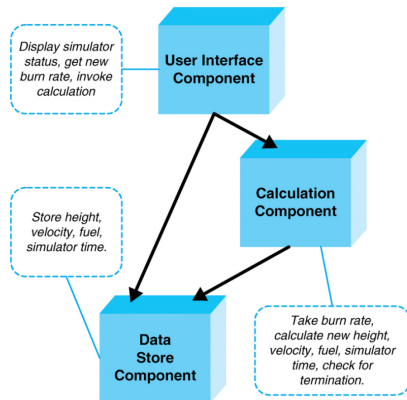 Display simulator
status, get new
burn rate, invoke
calculation
User Interface
Component
Calculation
Component
Store height,
velocity, fuel,
simulator time.
Data
Store
Component
Take burn rate,
calculate new height,
velocity, fuel, simulator
time, check for
termination.